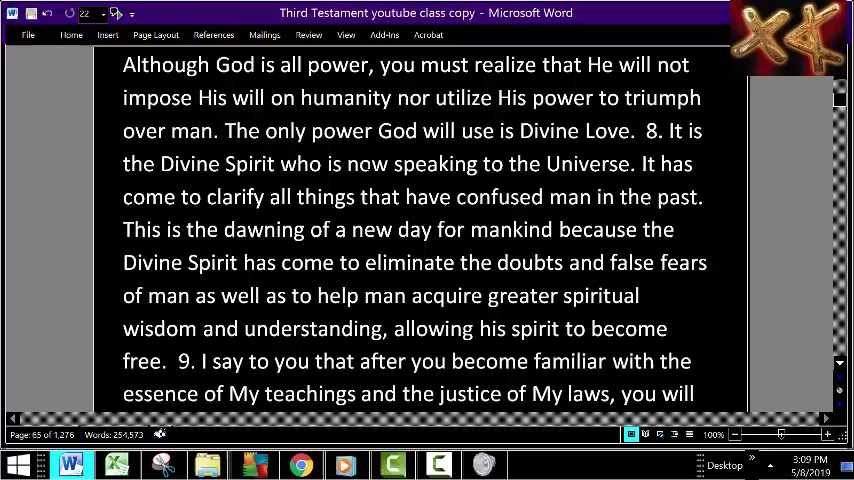 22
Third Testament youtube class copy - Microsoft Word
File Home Insert Page Layout References Mailings Review View Add-Ins Acrobat
Although God is all power, you must realize that He will not
impose His will on humanity nor utilize His power to triumph
over man. The only power God will use is Divine Love. 8. It is
the Divine Spirit who is now speaking to the Universe. It has
come to clarify all things that have confused man in the past.
This is the dawning of a new day for mankind because the
Divine Spirit has come to eliminate the doubts and false fears
of man as well as to help man acquire greater spiritual
wisdom and understanding, allowing his spirit to become
free. 9. I say to you that after you become familiar with the
essence of My teachings and the justice of My laws, you will
Page: 65 of 1,276 Words: 254,573 100%
Desktop 3:09 PM
5/8/2019